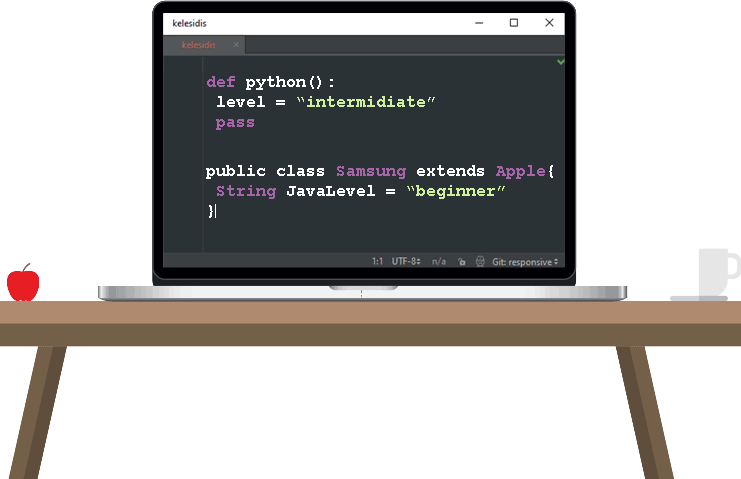 kelesidis
kelesidis
def python():
level = “intermidiate”
pass
public class Samsung extends Apple{
String JavaLevel = “beginner”
}
1:1 UTF-8 n/a Git: responsive